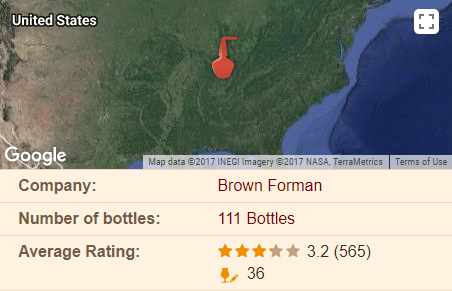 United States
Google
Map data ©2017 INEGI Imagery ©2017 NASA, TerraMetrics Terms of Use
Company: Brown Forman
Number of bottles: 111 Bottles
Average Rating: 3.2 (565)
36